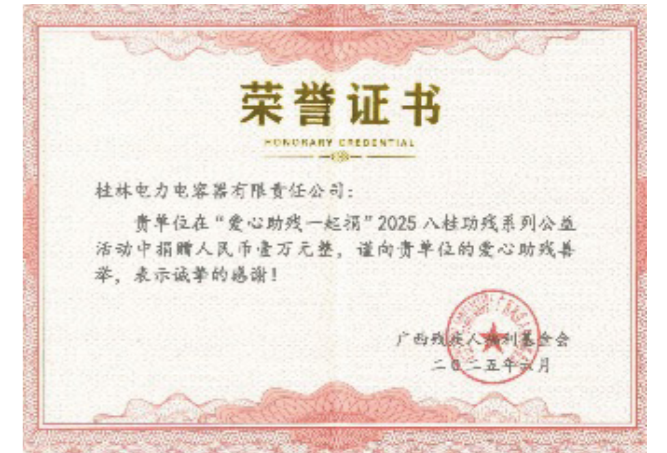 荣誉证书
HONORARY CREDENTIAL
桂林电力电容器有限责任公司：
贵单位在“爱心助残一起捐”2025八桂助残系列公益
活动中捐赠人民币壹万元整，谨向贵单位的爱心助残善
举，表示诚挚的感谢！
广西残疾人福利基金会
二〇二五年六月